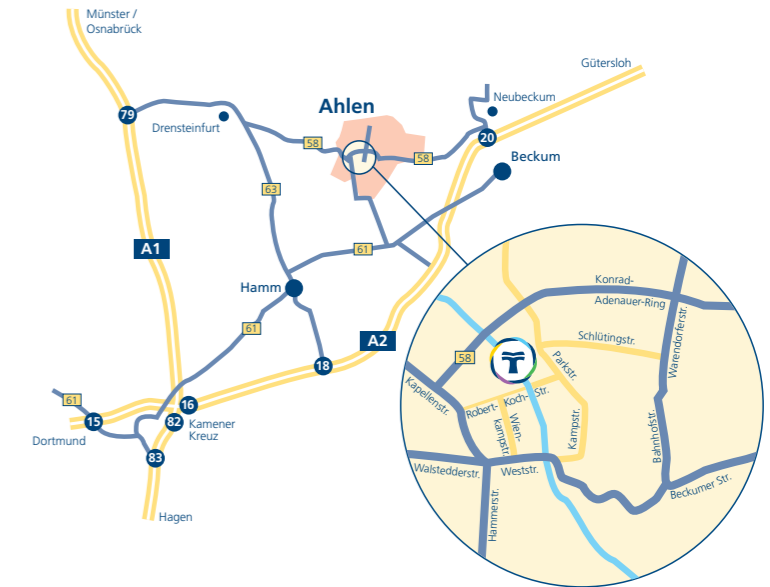 Münster /
Osnabrück
Gütersloh
Neubeckum
Ahlen
79
Drensteinfurt
20
58
58
Beckum
63
A1
61
Hamm
Konrad-
Adenauer-Ring
Warendorferstr.
61
A2
Schlütingstr.
58
Parkstr.
18
Kapellenstr.
Robert-
Koch-
Str.
61
16
15
82
Kamener
Kreuz
Wien-
kampstr.
Kampstr.
Bahnhofstr.
Dortmund
83
Walstedderstr.
Weststr.
Beckumer Str.
Hammerstr.
Hagen